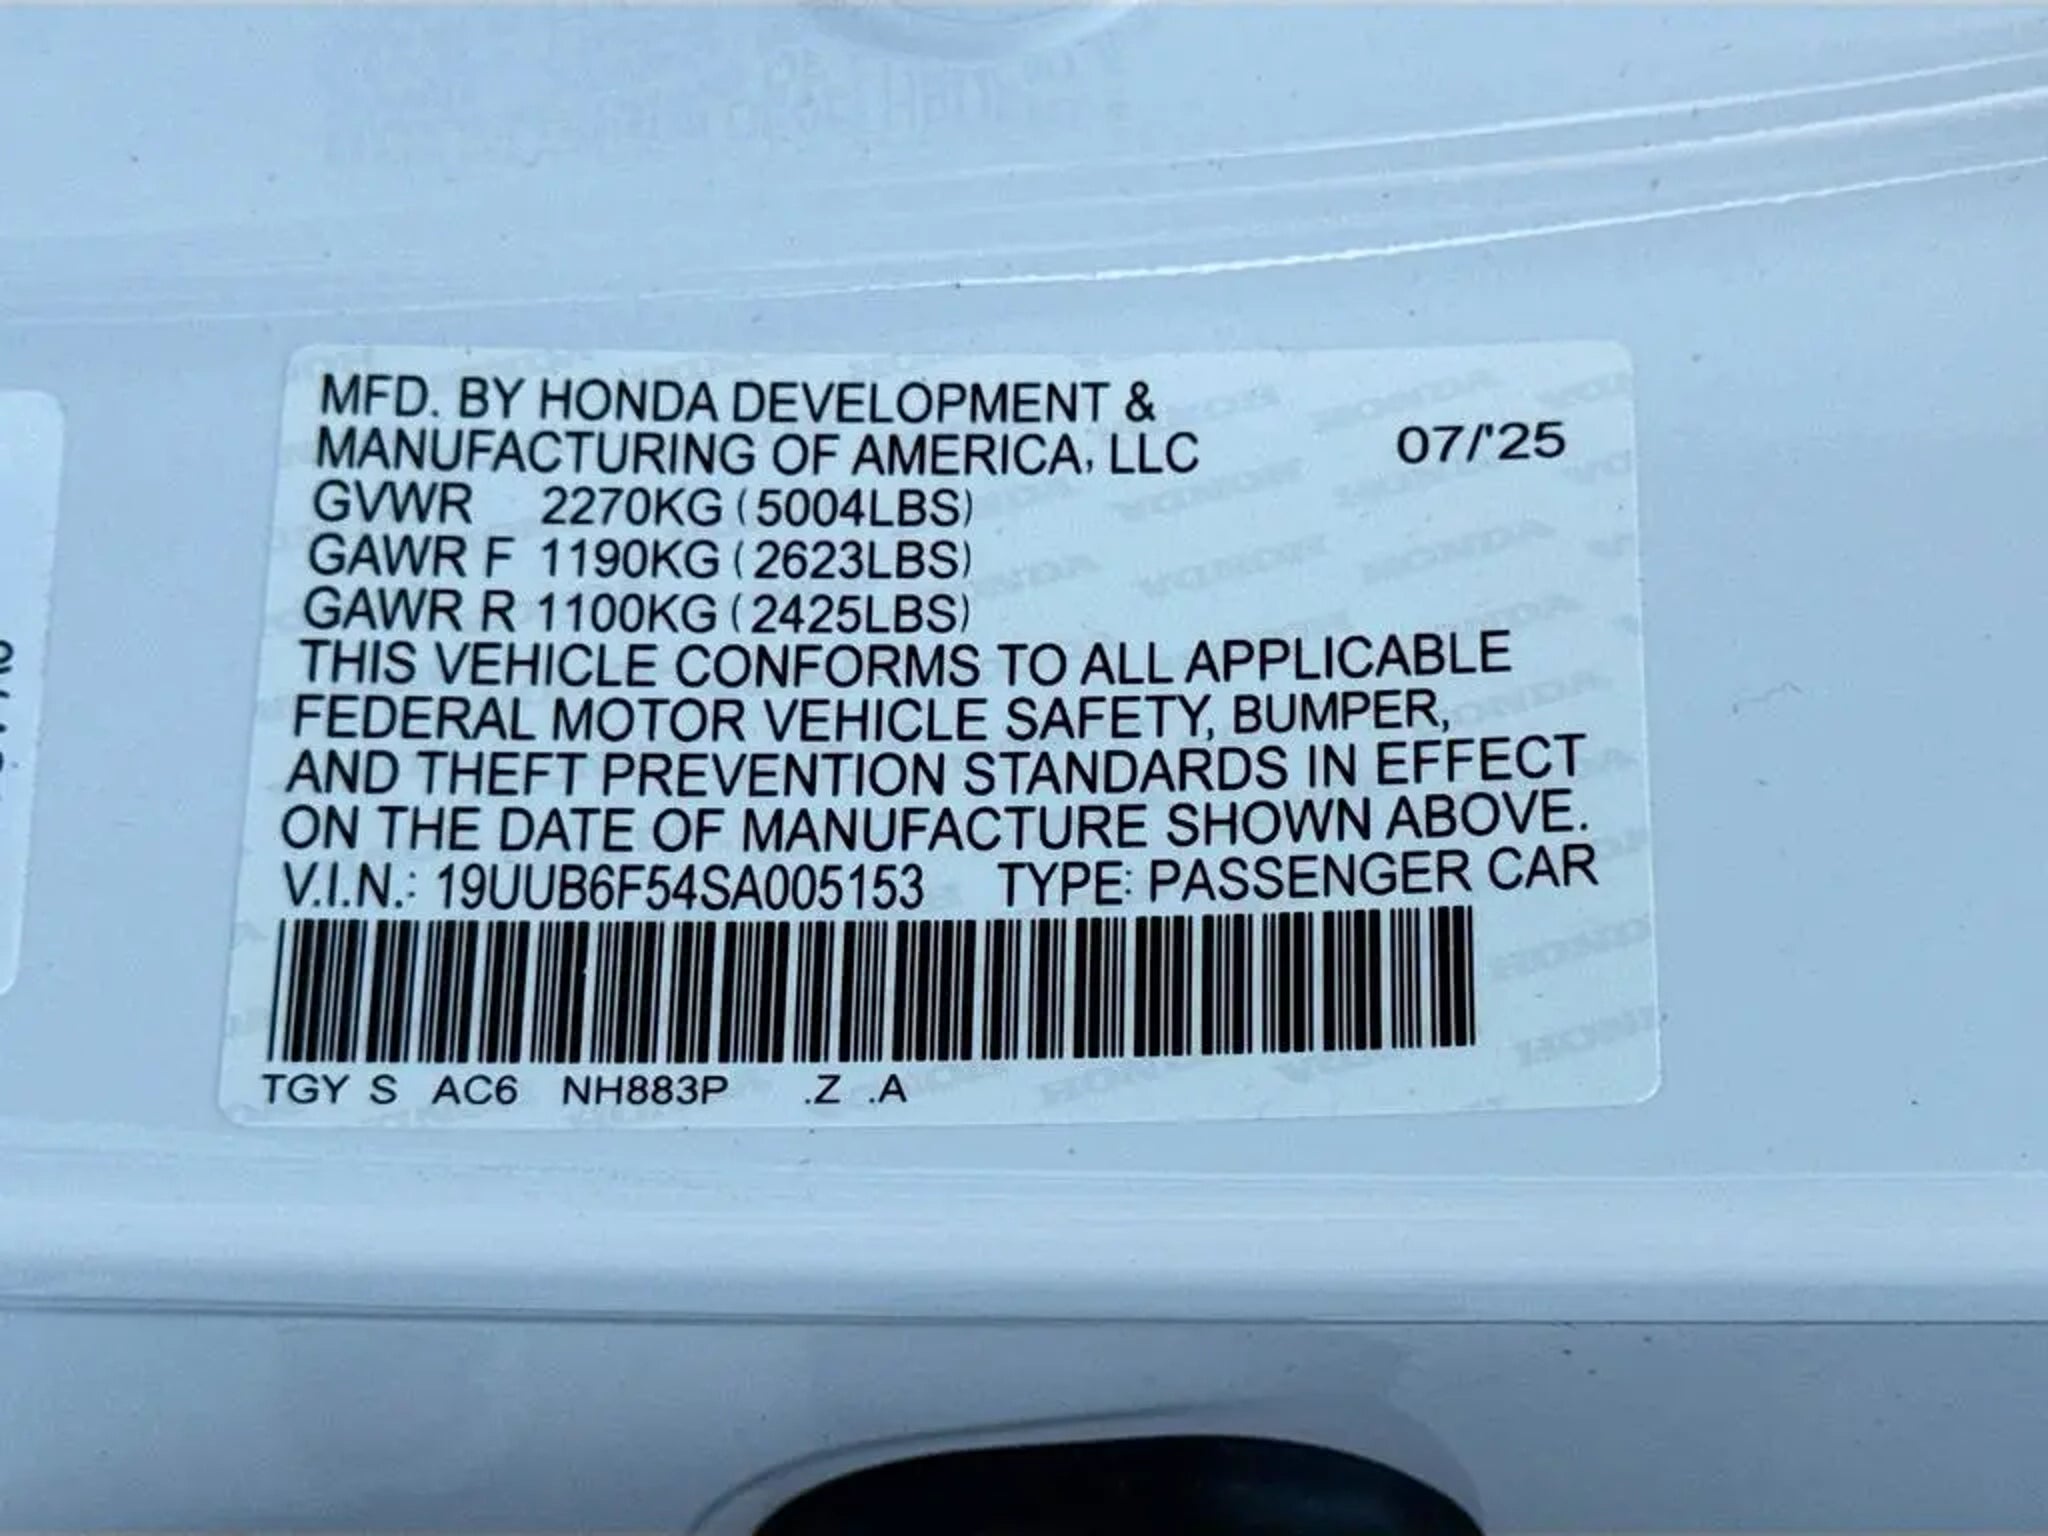 MFD. BY HONDA DEVELOPMENT &
MANUFACTURING OF AMERICA, LLC 07/'25
GVWR 2270KG (5004LBS)
GAWR F 1190KG (2623LBS)
GAWR R 1100KG (2425LBS)
THIS VEHICLE CONFORMS TO ALL APPLICABLE
FEDERAL MOTOR VEHICLE SAFETY, BUMPER,
AND THEFT PREVENTION STANDARDS IN EFFECT
ON THE DATE OF MANUFACTURE SHOWN ABOVE.
V.I.N.: 19UUB6F54SA005153 TYPE: PASSENGER CAR
TGY S AC6 NH883P .Z .A